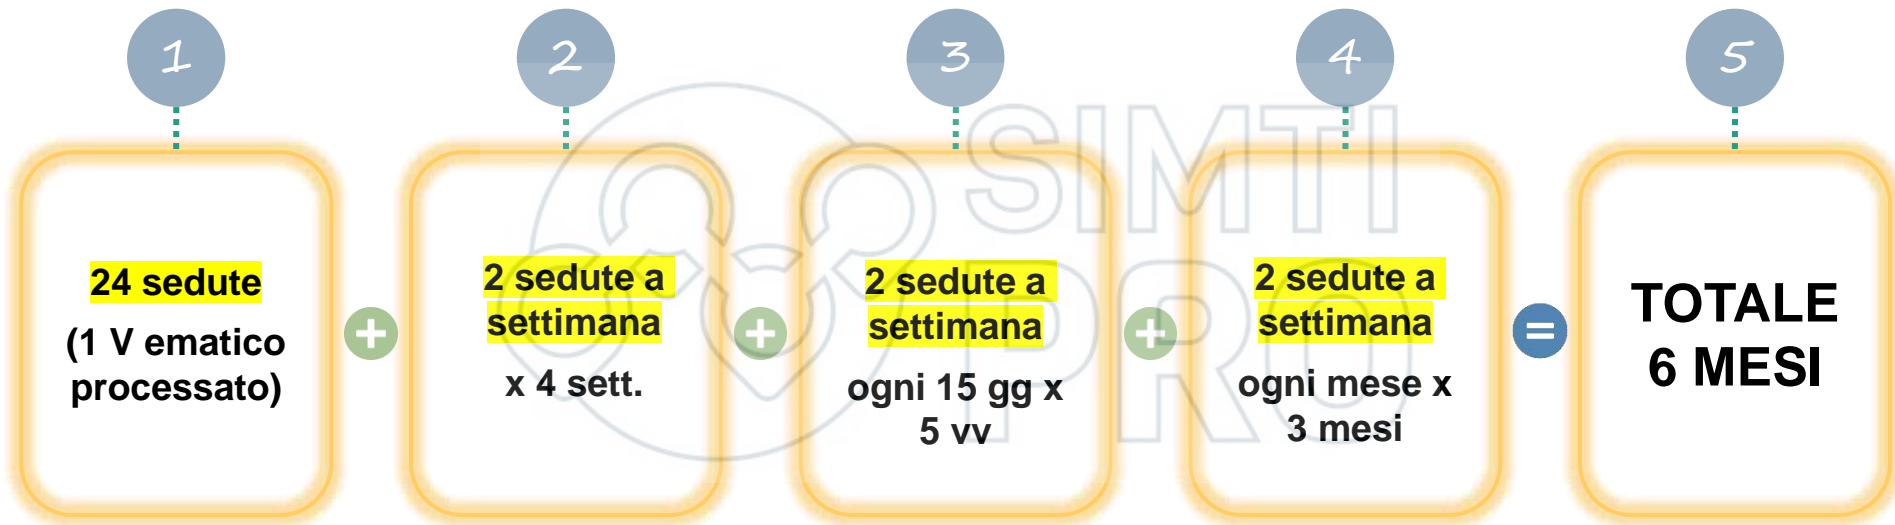 1
2
3
4
5
24 sedute
(1 V ematico
processato)
+
2 sedute a
settimana
x 4 sett.
+
2 sedute a
settimana
ogni 15 gg x
5 vv
+
2 sedute a
settimana
ogni mese x
3 mesi
=
TOTALE
6 MESI
SIMTI
PRO